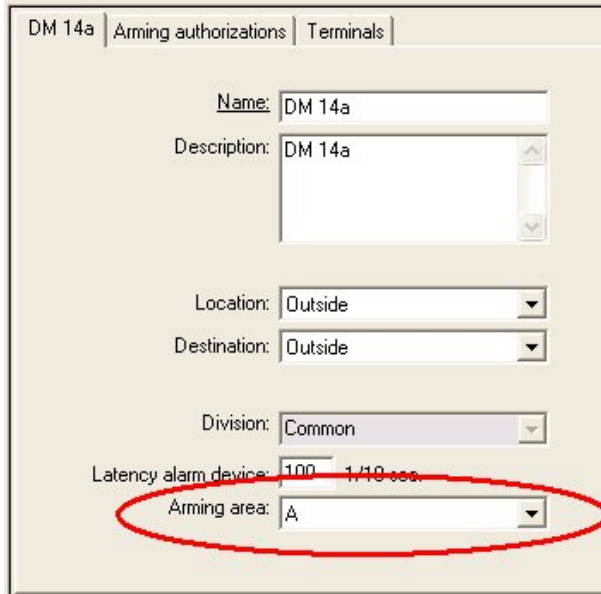 DM 14a Arming authorizations Terminals
Name: DM 14a
Description: DM 14a
Location: Outside
Destination: Outside
Division: Common
Latency alarm device: 100 1/10 sec.
Arming area: A